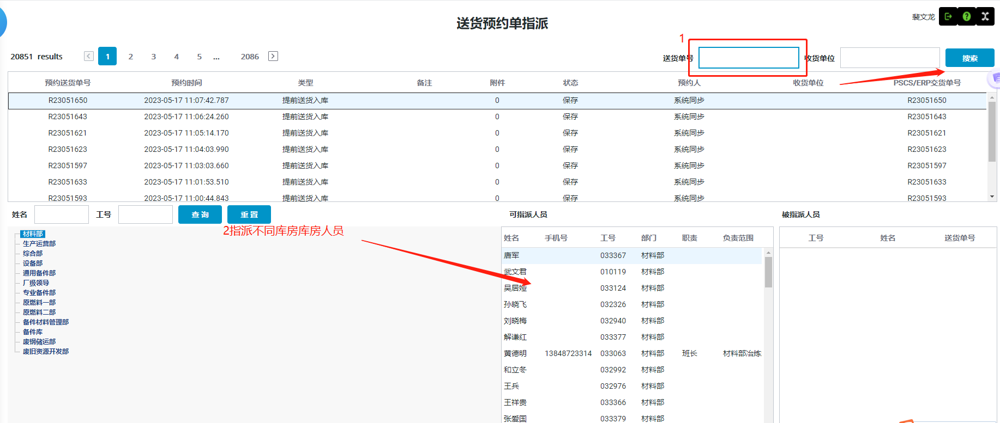 裴文龙
送货预约单指派
1
20851 results
1 2 3 4 5 ... 2086
送货单号
收货单位
搜索
预约送货单号 预约时间 类型 备注 附件 状态 预约人 收货单位 PSCS/ERP交货单号
R23051650 2023-05-17 11:07:42.787 提前送货入库 0 保存 系统同步 R23051650
R23051643 2023-05-17 11:06:24.260 提前送货入库 0 保存 系统同步 R23051643
R23051621 2023-05-17 11:05:14.170 提前送货入库 0 保存 系统同步 R23051621
R23051623 2023-05-17 11:04:03.990 提前送货入库 0 保存 系统同步 R23051623
R23051597 2023-05-17 11:03:03.660 提前送货入库 0 保存 系统同步 R23051597
R23051633 2023-05-17 11:01:53.510 提前送货入库 0 保存 系统同步 R23051633
R23051593 2023-05-17 11:00:44.843 提前送货入库 0 保存 系统同步 R23051593
姓名 工号 查询 重置
2指派不同库房库房人员
材料部
生产运营部
综合部
设备部
通用备件部
厂级领导
专业备件部
原燃料一部
原燃料二部
备件材料管理部
备件库
废钢储运部
废旧资源开发部
可指派人员
姓名 手机号 工号 部门 职责 负责范围
唐军 033367 材料部
武文君 010119 材料部
吴居娅 033124 材料部
孙晓飞 032326 材料部
刘晓梅 032940 材料部
解谦红 033377 材料部
黄德明 13848723314 033063 材料部 班长 材料部冶炼
和立冬 032992 材料部
王兵 032976 材料部
王祥贵 033366 材料部
张爱国 033379 材料部
被指派人员
工号 姓名 送货单号